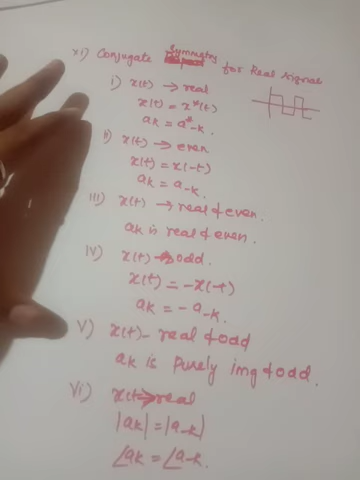 xi) Conjugate Symmetry for Real signal
i) x(t) → real
x(t) = x*(t)
ak = a*-k.
ii) x(t) → even
x(t) = x(-t)
ak = a-k.
iii) x(t) → real & even.
ak is real & even.
iv) x(t) → odd.
x(t) = -x(-t)
ak = -a-k.
v) x(t) - real & odd
ak is Purely img & odd.
vi) x(t) → real
|ak| = |a-k|
∠ak = ∠a-k.